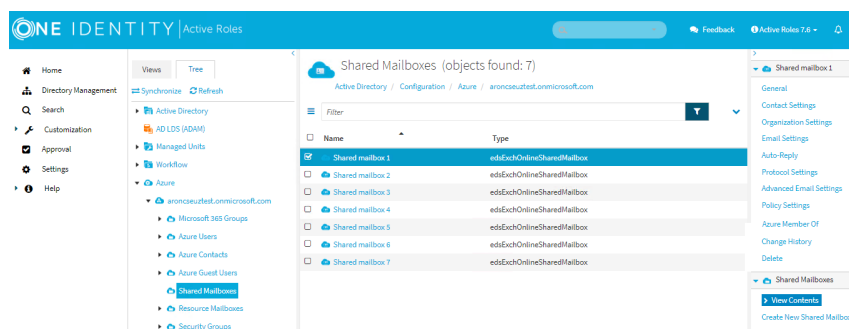 ONE IDENTITY Active Roles
Feedback
Active Roles 7.6
Home
Directory Management
Search
Customization
Approval
Settings
Help
Views
Tree
Synchronize
Refresh
Active Directory
AD LDS (ADAM)
Managed Units
Workflow
Azure
aroncseuztest.onmicrosoft.com
Microsoft 365 Groups
Azure Users
Azure Contacts
Azure Guest Users
Shared Mailboxes
Resource Mailboxes
Security Groups
Shared Mailboxes (objects found: 7)
Active Directory / Configuration / Azure / aroncseuztest.onmicrosoft.com
Filter
Name Type
Shared mailbox 1 edsExchOnlineSharedMailbox
Shared mailbox 2 edsExchOnlineSharedMailbox
Shared mailbox 3 edsExchOnlineSharedMailbox
Shared mailbox 4 edsExchOnlineSharedMailbox
Shared mailbox 5 edsExchOnlineSharedMailbox
Shared mailbox 6 edsExchOnlineSharedMailbox
Shared mailbox 7 edsExchOnlineSharedMailbox
Shared mailbox 1
General
Contact Settings
Organization Settings
Email Settings
Auto-Reply
Protocol Settings
Advanced Email Settings
Policy Settings
Azure Member Of
Change History
Delete
Shared Mailboxes
View Contents
Create New Shared Mailbo